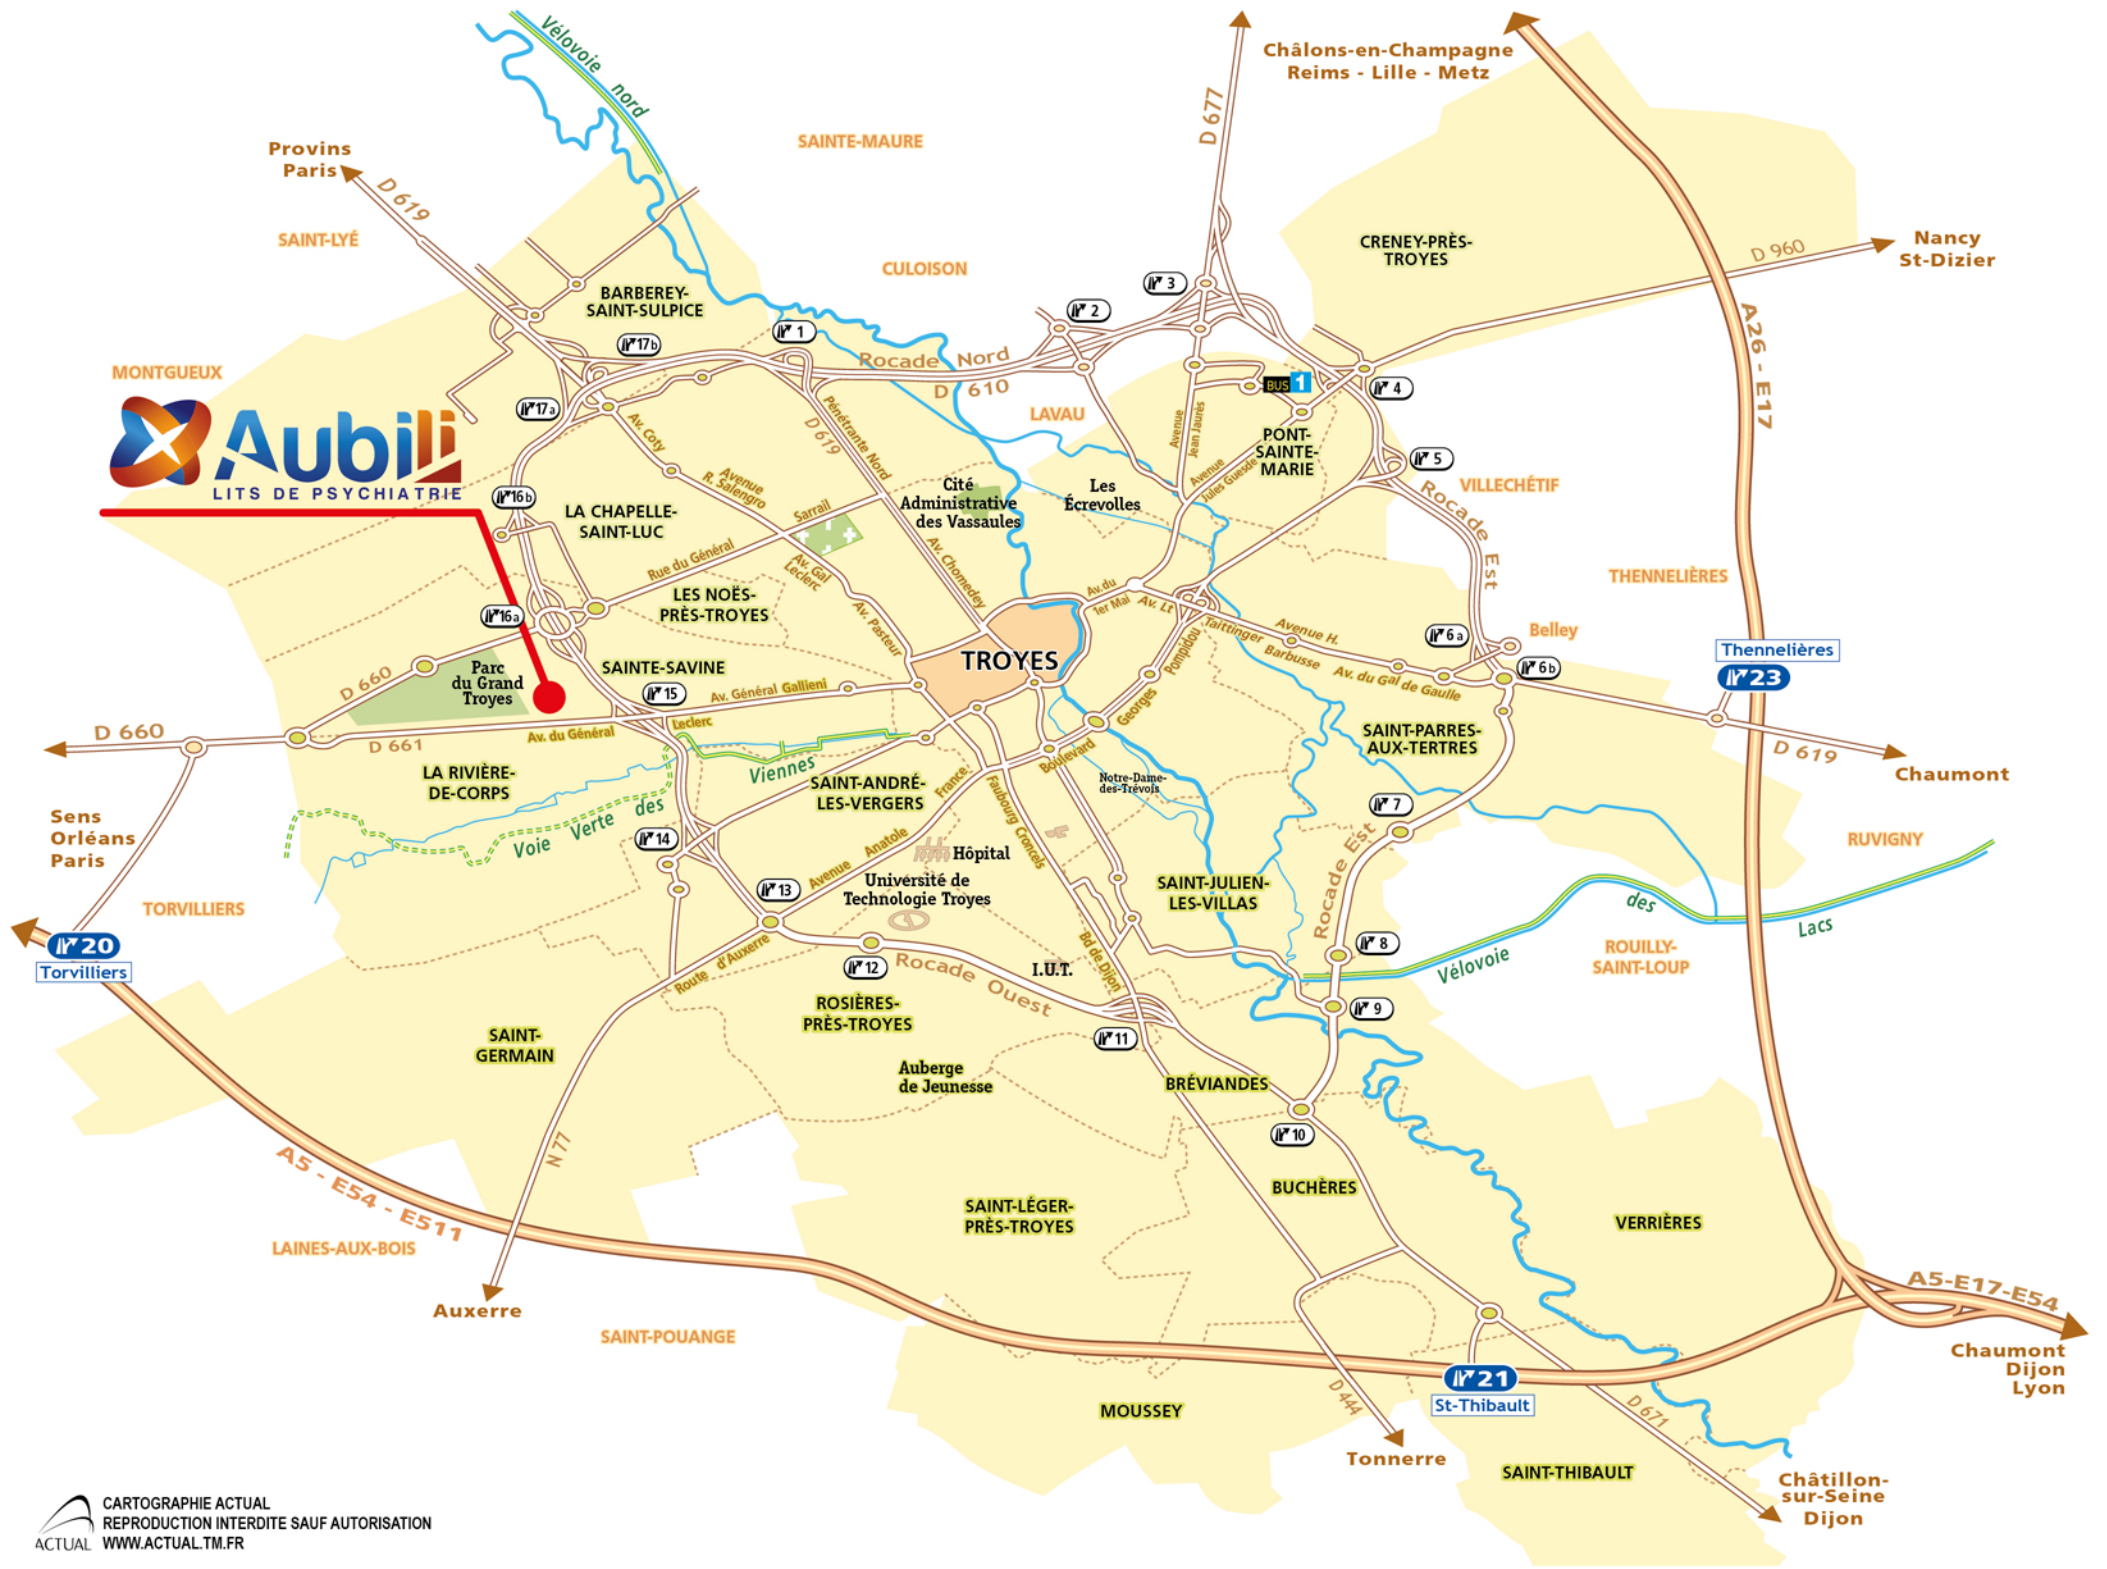 Vélovoie nord
Châlons-en-Champagne
Reims - Lille - Metz
D 677
SAINTE-MAURE
Provins
Paris
D 619
SAINT-LYÉ
CULOISON
CRENEY-PRÈS-
TROYES
D 960
Nancy
St-Dizier
BARBEREY-
SAINT-SULPICE
3
2
1
17b
Rocade Nord
D 610
A26 - E17
MONTGUEUX
17a
BUS 1
4
LAVAU
Aubili
LITS DE PSYCHIATRIE
Av. Coty
Pénétrante Nord
D 619
Avenue
Jean Jaurès
PONT-
SAINTE-
MARIE
5
Avenue
Jules Guesde
Rocade Est
VILLECHÉTIF
Avenue
R. Salengro
16b
LA CHAPELLE-
SAINT-LUC
Sarrail
Cité
Administrative
des Vassaules
Les
Écrevolles
Rue du Général
Av. Gal
Leclerc
Av. Chomedey
THENNELIÈRES
LES NOËS-
PRÈS-TROYES
Av. Pasteur
Av. du
1er Mai
Av. Lt
Taittinger
Avenue H.
Barbusse
16a
6a
Belley
Thennelières
23
6b
Av. du Gal de Gaulle
TROYES
Pompidou
Georges
Boulevard
SAINTE-SAVINE
Parc
du Grand
Troyes
15
Av. Général Gallieni
D 660
D 660
D 661
Av. du Général
Leclerc
SAINT-PARRES-
AUX-TERTRES
D 619
Chaumont
LA RIVIÈRE-
DE-CORPS
Viennes
Voie Verte des
SAINT-ANDRÉ-
LES-VERGERS
France
Notre-Dame-
des-Trévois
Faubourg Croncels
7
Sens
Orléans
Paris
14
Avenue Anatole
Hôpital
Rocade Est
RUVIGNY
13
Université de
Technologie Troyes
SAINT-JULIEN-
LES-VILLAS
des
Lacs
TORVILLIERS
20
Torvilliers
Route d'Auxerre
12
Rocade Ouest
I.U.T.
Bd de Dijon
8
Vélovoie
ROUILLY-
SAINT-LOUP
9
ROSIÈRES-
PRÈS-TROYES
11
SAINT-
GERMAIN
Auberge
de Jeunesse
BRÉVIANDES
10
N 77
A5 - E54 - E511
BUCHÈRES
SAINT-LÉGER-
PRÈS-TROYES
VERRIÈRES
LAINES-AUX-BOIS
A5-E17-E54
Auxerre
SAINT-POUANGE
Chaumont
Dijon
Lyon
21
St-Thibault
D 444
D 671
MOUSSEY
Tonnerre
SAINT-THIBAULT
Châtillon-
sur-Seine
Dijon
ACTUAL
CARTOGRAPHIE ACTUAL
REPRODUCTION INTERDITE SAUF AUTORISATION
WWW.ACTUAL.TM.FR